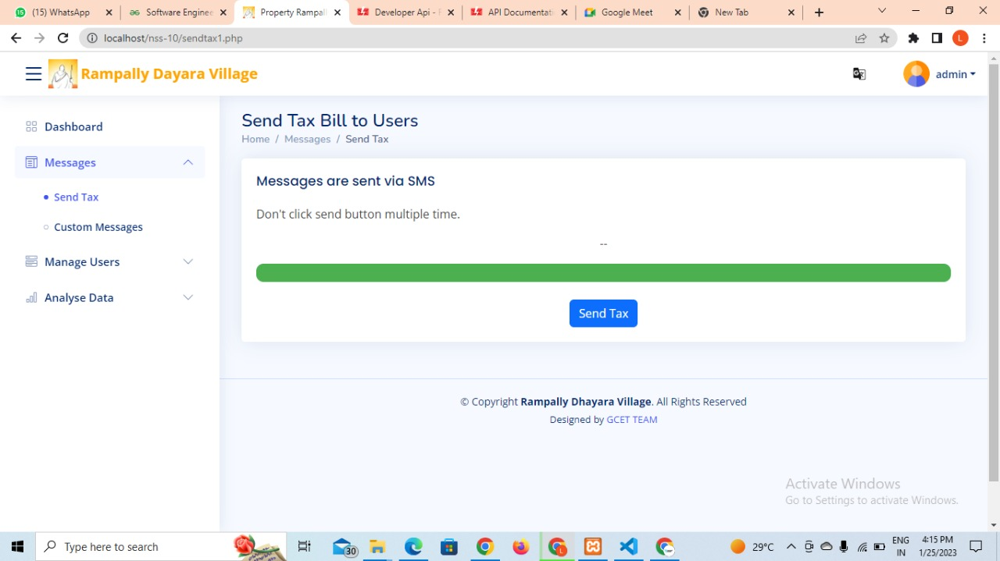 (15) WhatsApp
Software Engine
Property Rampall
Developer Api - F
API Documentati
Google Meet
New Tab
localhost/nss-10/sendtax1.php
L
Rampally Dayara Village
admin
Dashboard
Messages
Send Tax
Custom Messages
Manage Users
Analyse Data
Send Tax Bill to Users
Home / Messages / Send Tax
Messages are sent via SMS
Don't click send button multiple time.
--
Send Tax
© Copyright Rampally Dhayara Village. All Rights Reserved
Designed by GCET TEAM
Activate Windows
Go to Settings to activate Windows.
Type here to search
30
L
29°C
ENG
IN
4:15 PM
1/25/2023